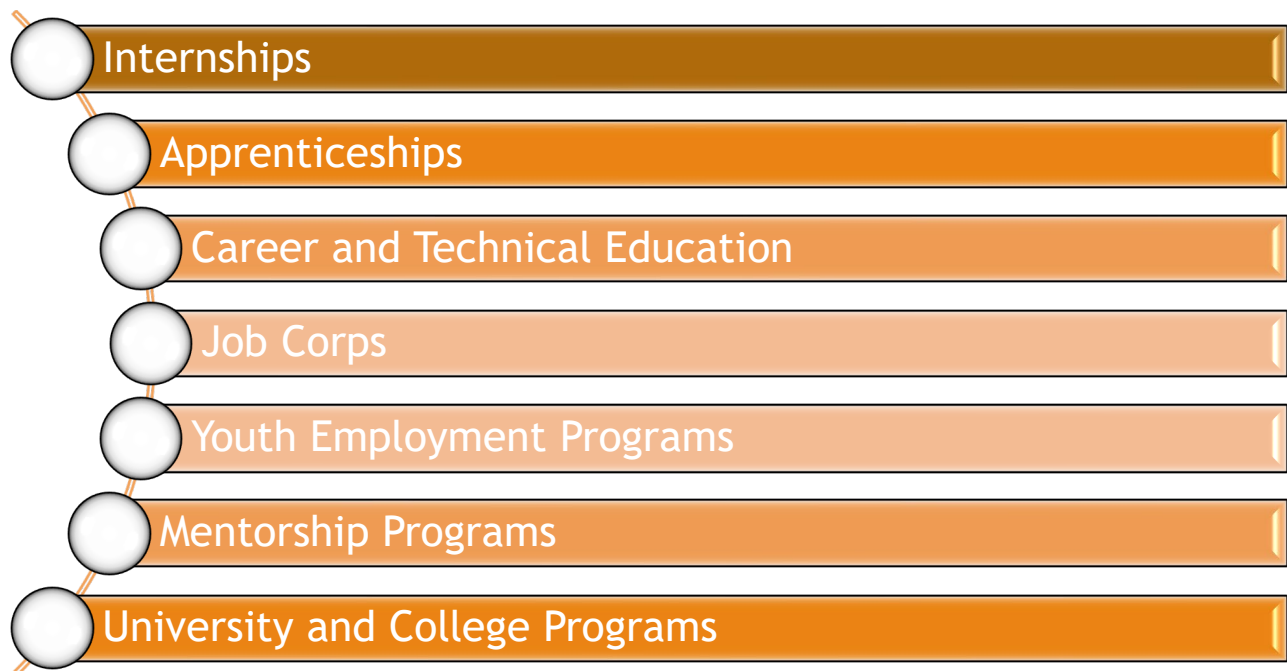 Internships
Apprenticeships
Career and Technical Education
Job Corps
Youth Employment Programs
Mentorship Programs
University and College Programs